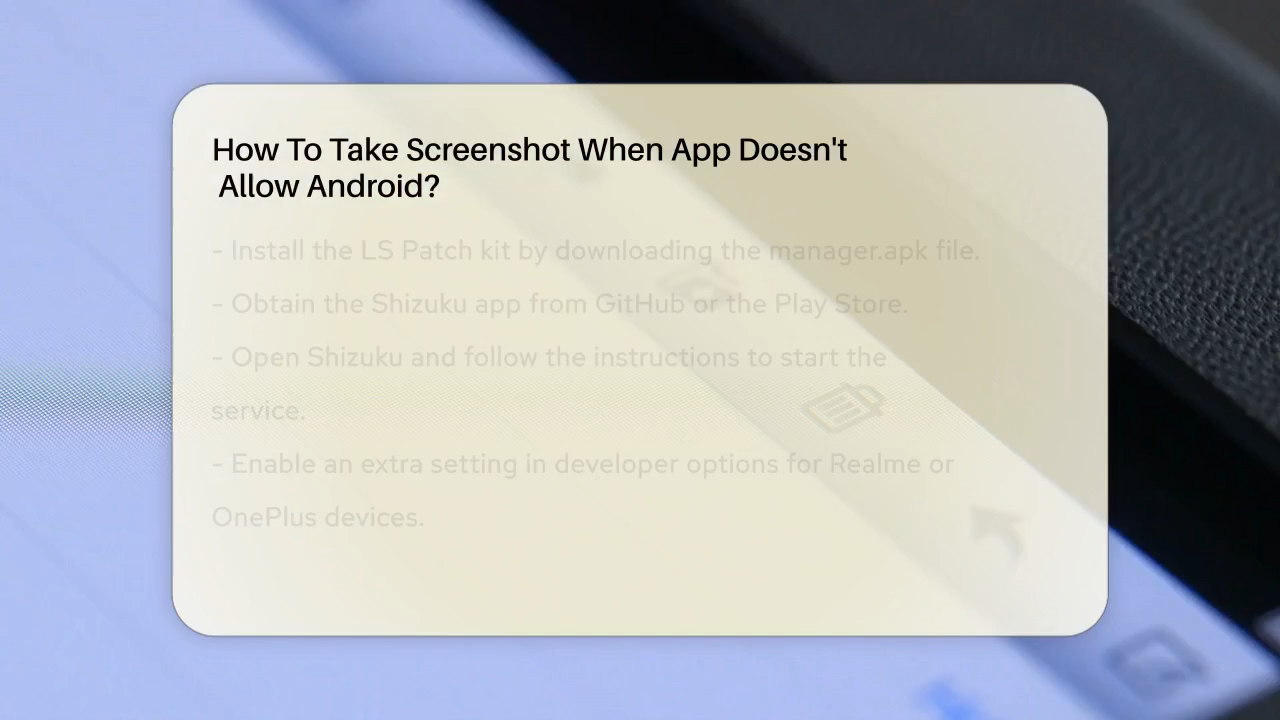 How To Take Screenshot When App Doesn't
Allow Android?
- Install the LS Patch kit by downloading the manager.apk file.
- Obtain the Shizuku app from GitHub or the Play Store.
- Open Shizuku and follow the instructions to start the
service.
- Enable an extra setting in developer options for Realme or
OnePlus devices.